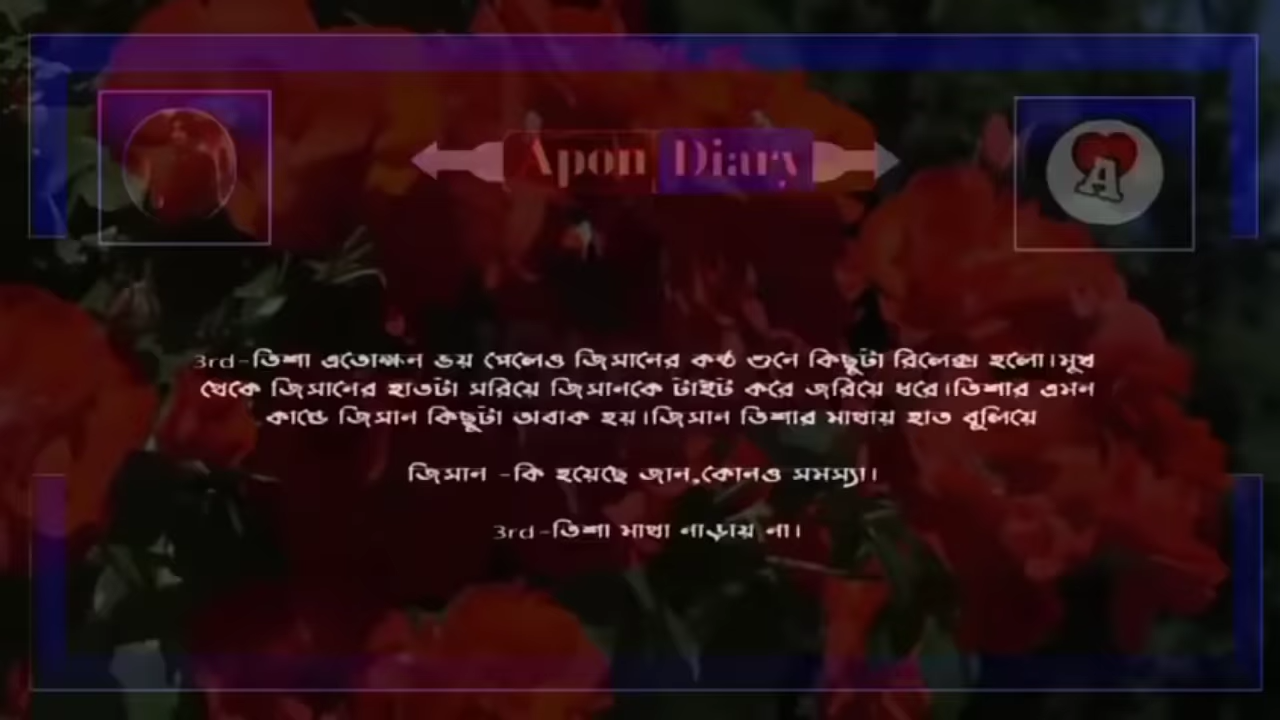 Apon Diary
A
3rd-তিশা এতোক্ষন ভয় পেলেও জিসানের কন্ঠ শুনে কিছুটা রিলেক্স হলো।মুখ
থেকে জিসানের হাতটা সরিয়ে জিসানকে টাইট করে জরিয়ে ধরে।তিশার এমন
কান্ডে জিসান কিছুটা অবাক হয়।জিসান তিশার মাথায় হাত বুলিয়ে
জিসান -কি হয়েছে জান,কোনও সমস্যা।
3rd-তিশা মাথা নাড়ায় না।